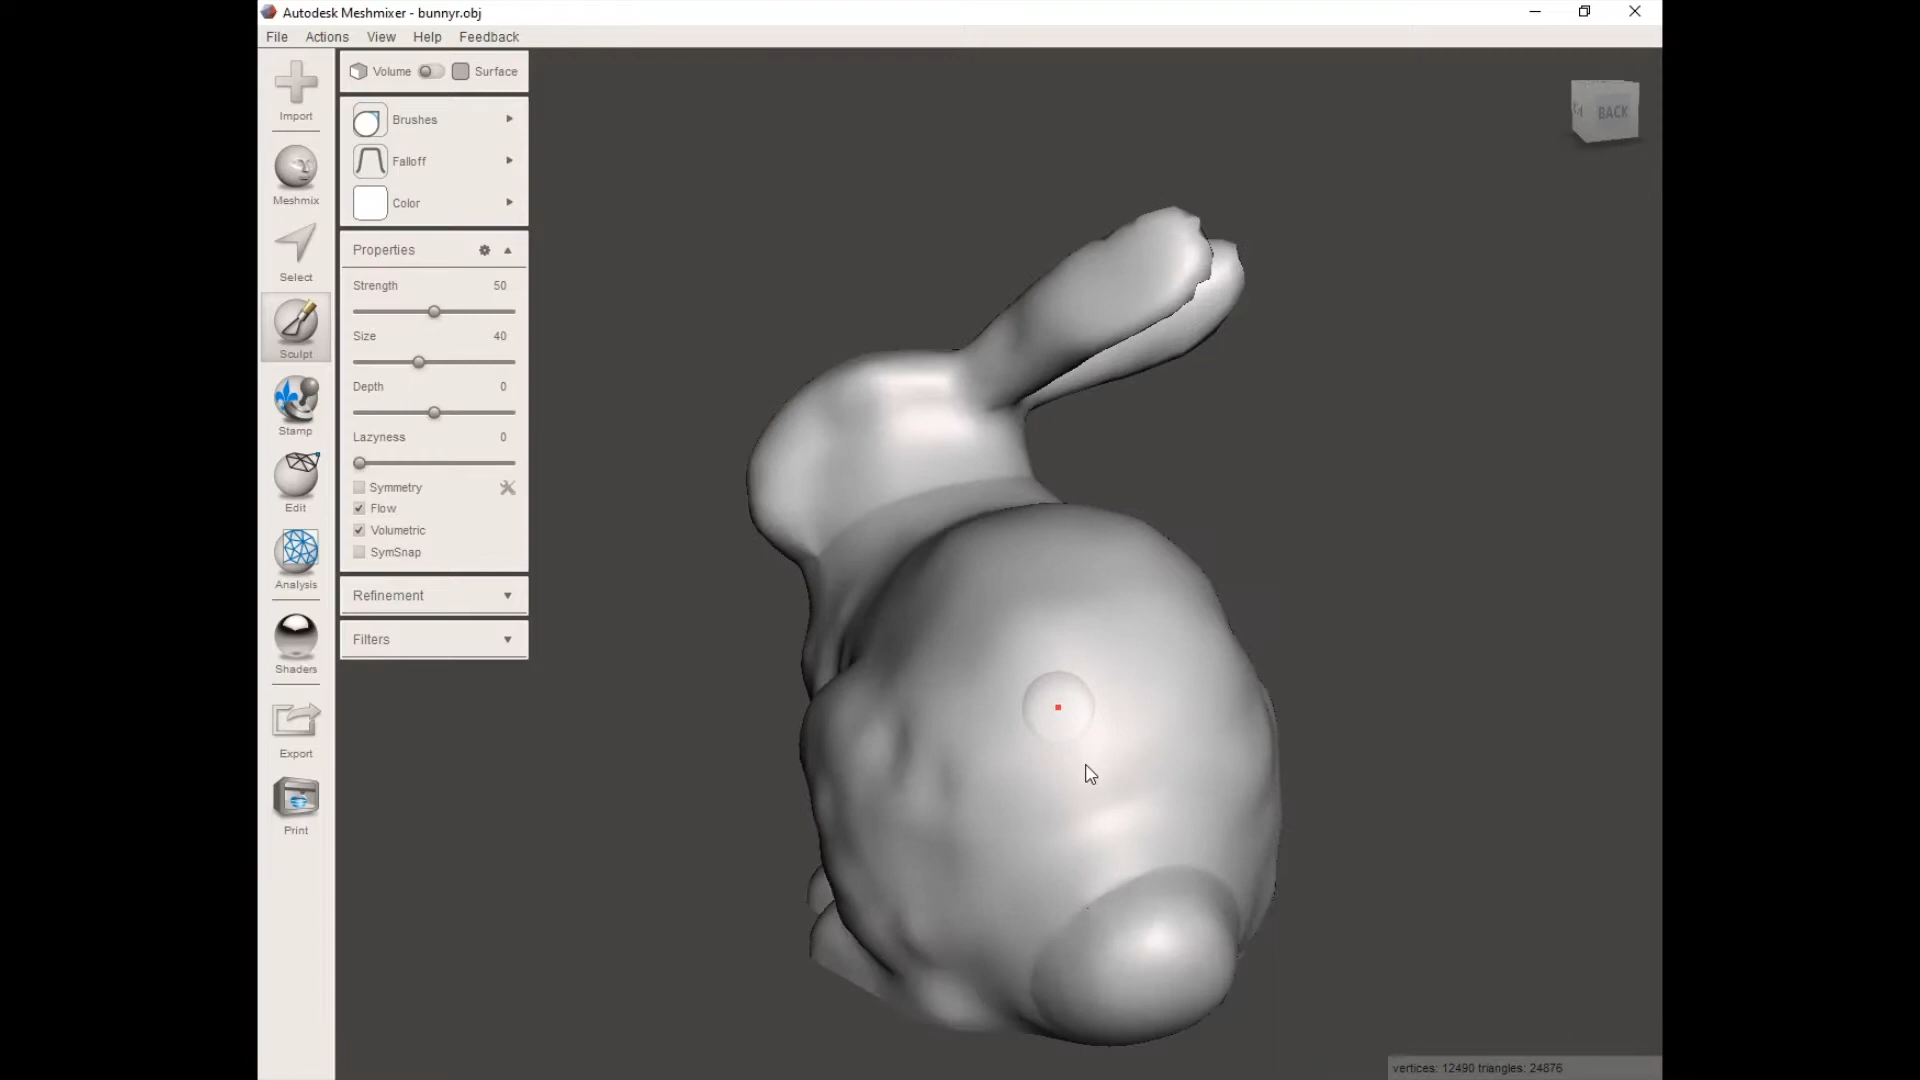 Autodesk Meshmixer - bunnyr.obj
File Actions View Help Feedback
Import
Meshmix
Select
Sculpt
Stamp
Edit
Analysis
Shaders
Export
Print
Volume Surface
Brushes
Falloff
Color
Properties
Strength 50
Size 40
Depth 0
Lazyness 0
Symmetry
Flow
Volumetric
SymSnap
Refinement
Filters
BACK
vertices: 12490 triangles: 24876